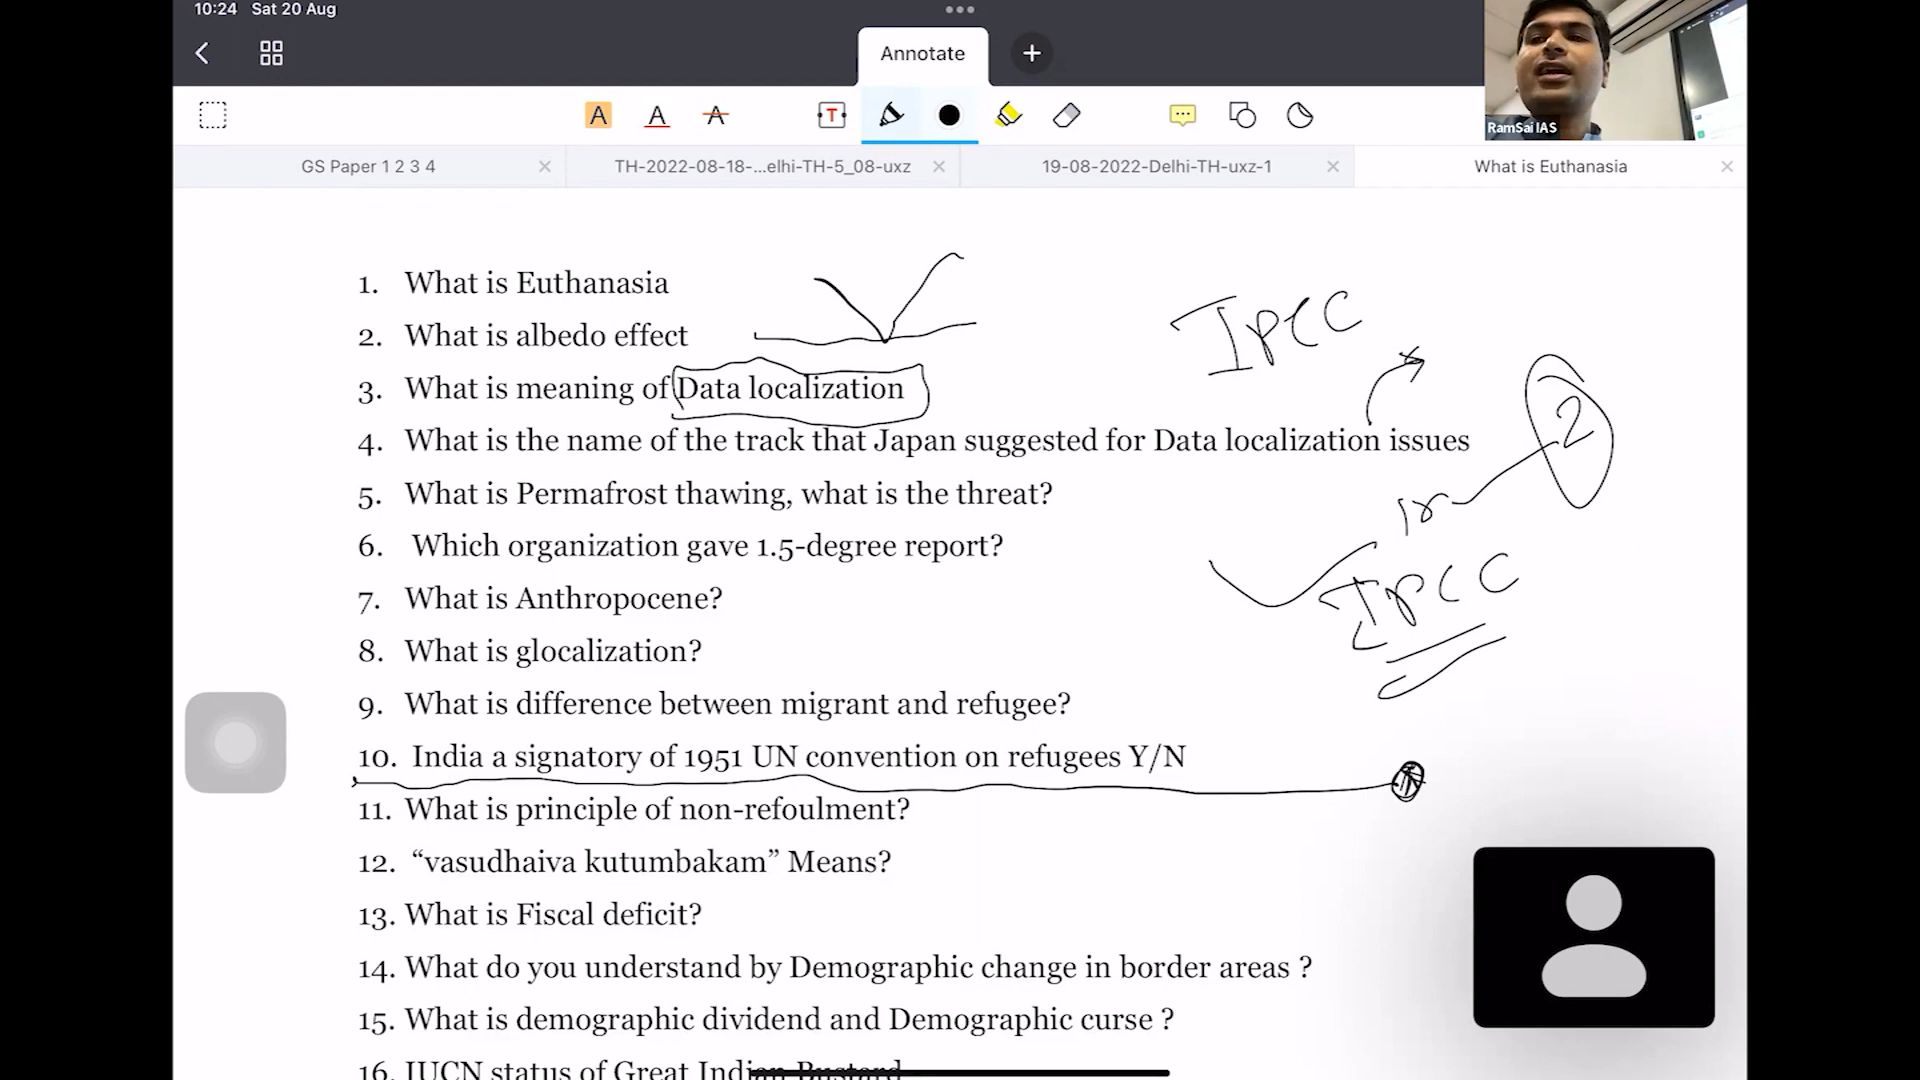 10:24 Sat 20 Aug
Annotate
RamSai IAS
GS Paper 1 2 3 4
TH-2022-08-18-...elhi-TH-5_08-uxz
19-08-2022-Delhi-TH-uxz-1
What is Euthanasia
1. What is Euthanasia
2. What is albedo effect
IPCC
3. What is meaning of Data localization
2
4. What is the name of the track that Japan suggested for Data localization issues
5. What is Permafrost thawing, what is the threat?
6. Which organization gave 1.5-degree report?
IPCC
7. What is Anthropocene?
8. What is glocalization?
9. What is difference between migrant and refugee?
10. India a signatory of 1951 UN convention on refugees Y/N
11. What is principle of non-refoulment?
12. “vasudhaiva kutumbakam” Means?
13. What is Fiscal deficit?
14. What do you understand by Demographic change in border areas ?
15. What is demographic dividend and Demographic curse ?
16. IUCN status of Great Indian Bustard